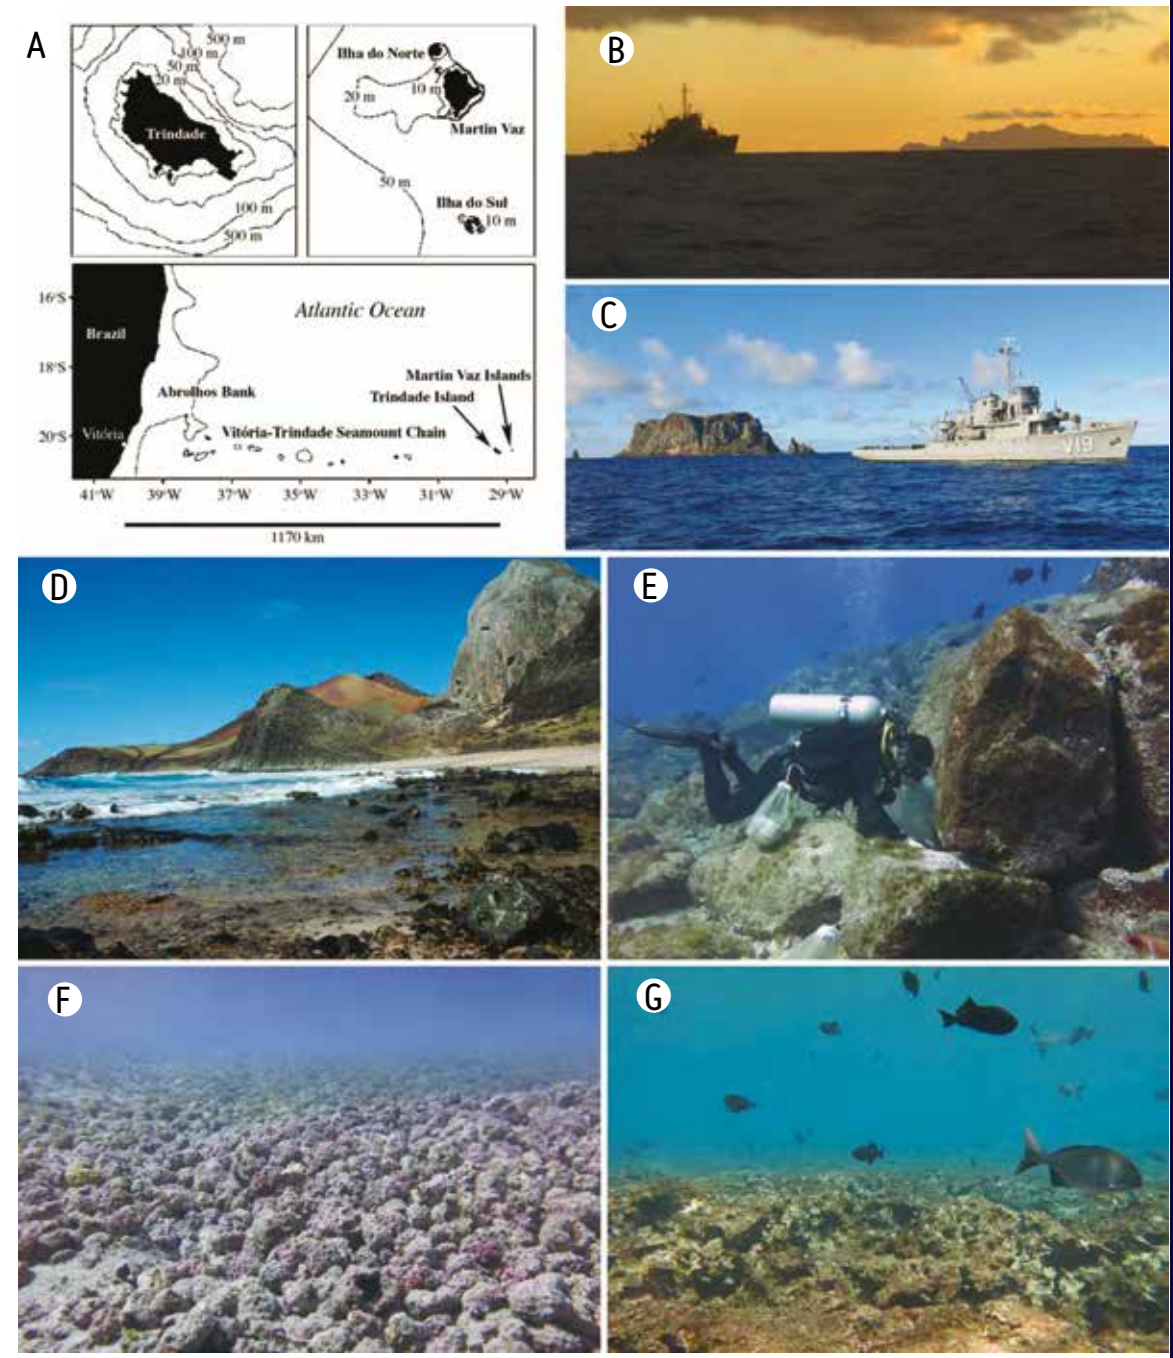 A
500 m
100 m
50 m
20 m
Trindade
100 m
500 m
Ilha do Norte
10 m
20 m
Martin Vaz
50 m
Ilha do Sul
10 m
16°S
18°S
20°S
Brazil
Atlantic Ocean
Martin Vaz Islands
Trindade Island
Abrolhos Bank
Vitória
Vitória-Trindade Seamount Chain
41°W 39°W 37°W 35°W 33°W 31°W 29°W
1170 km
B
C
V19
D
E
F
G